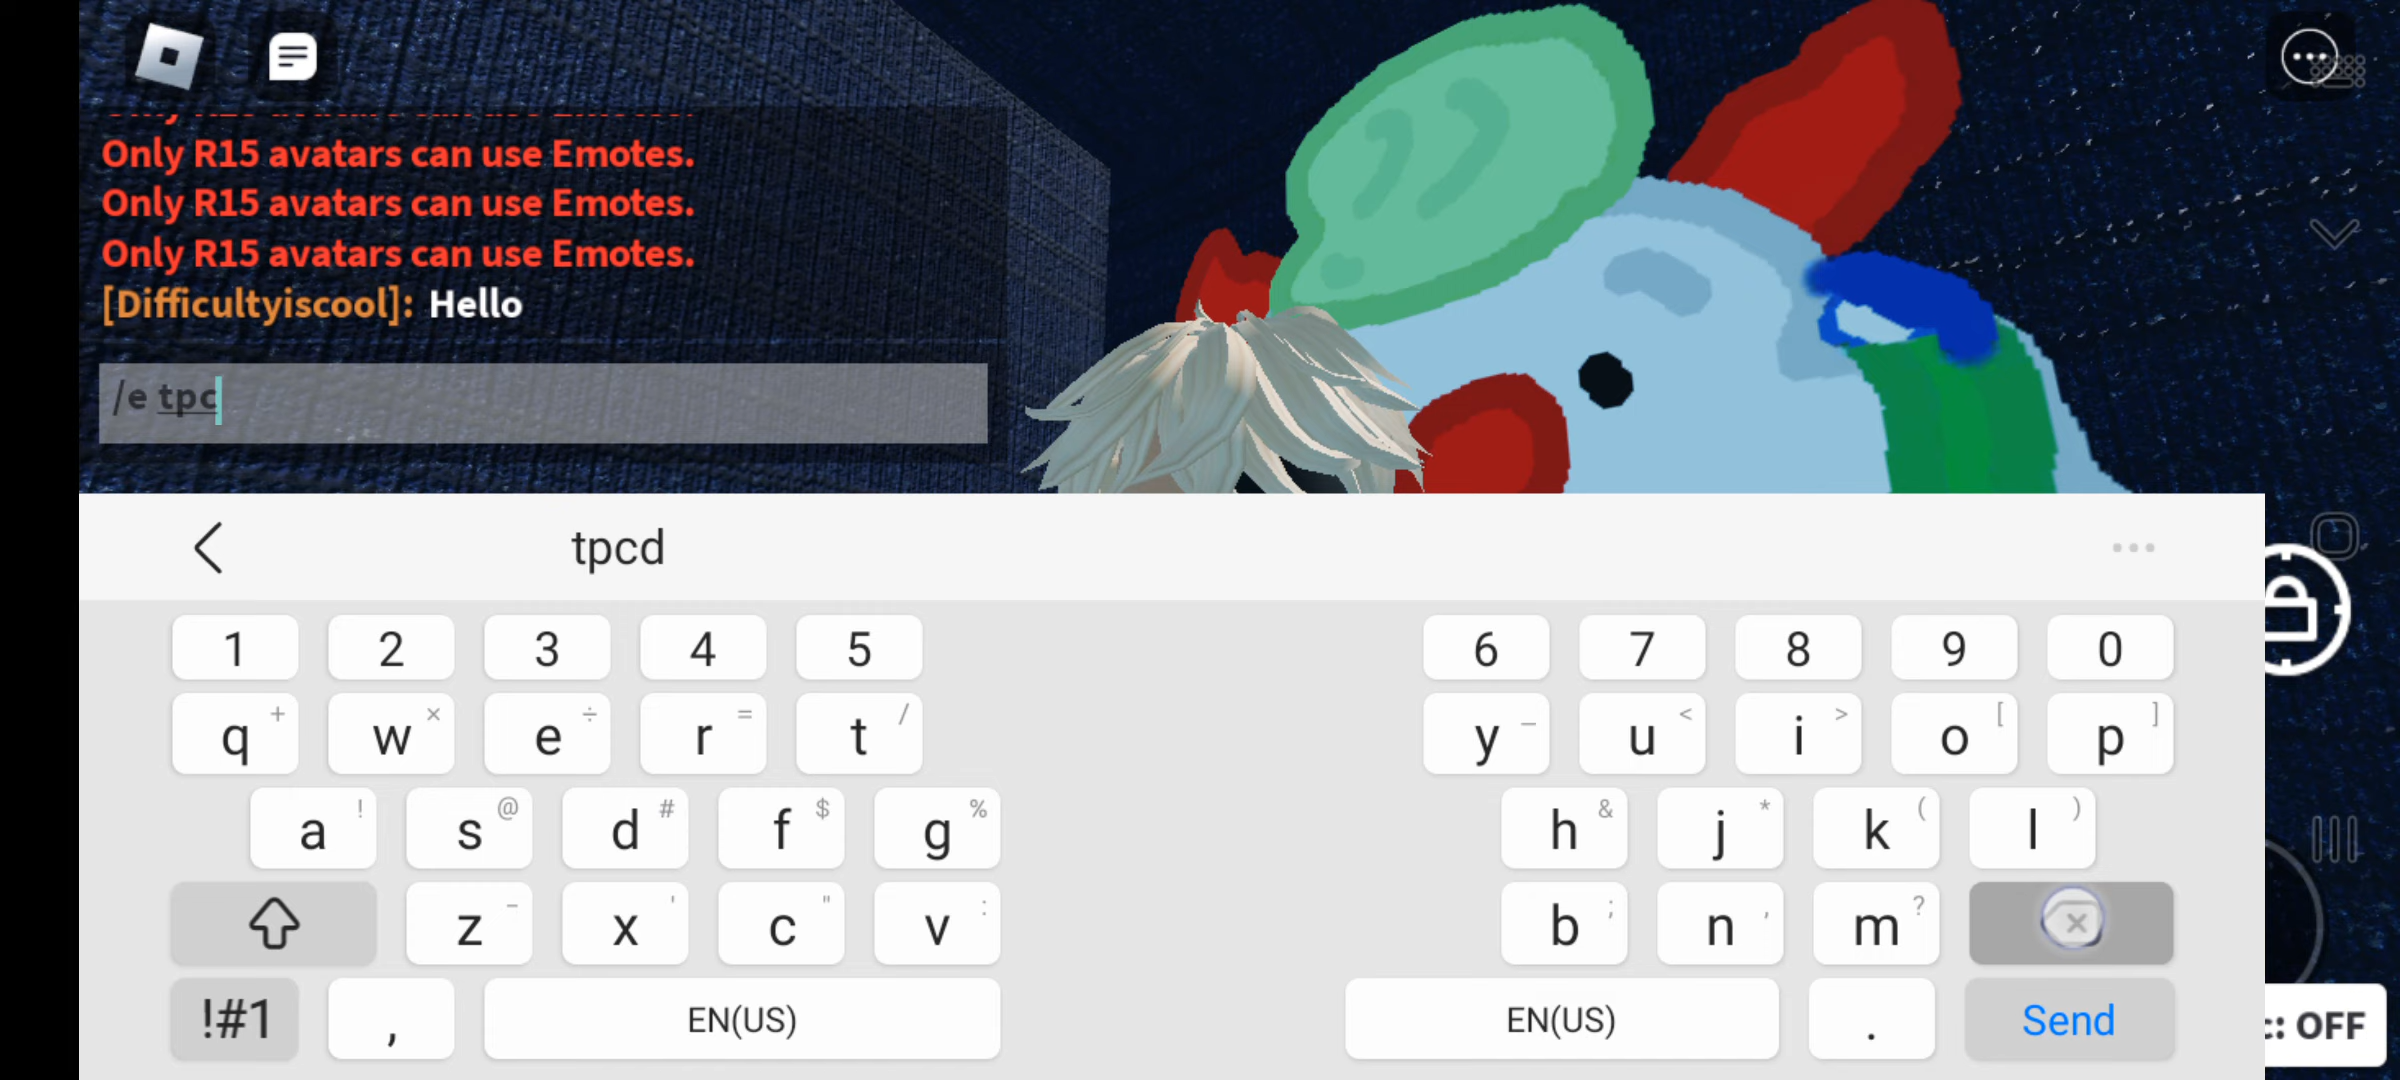 Only R15 avatars can use Emotes.
Only R15 avatars can use Emotes.
Only R15 avatars can use Emotes.
[Difficultyiscool]: Hello
/e tpc
tpcd
1 2 3 4 5 6 7 8 9 0
q + w × e ÷ r = t / y _ u < i > o [ p ]
a ! s @ d # f $ g % h & j * k ( l )
z - x ' c " v : b ; n , m ?
!#1 , EN(US) EN(US) . Send
: OFF